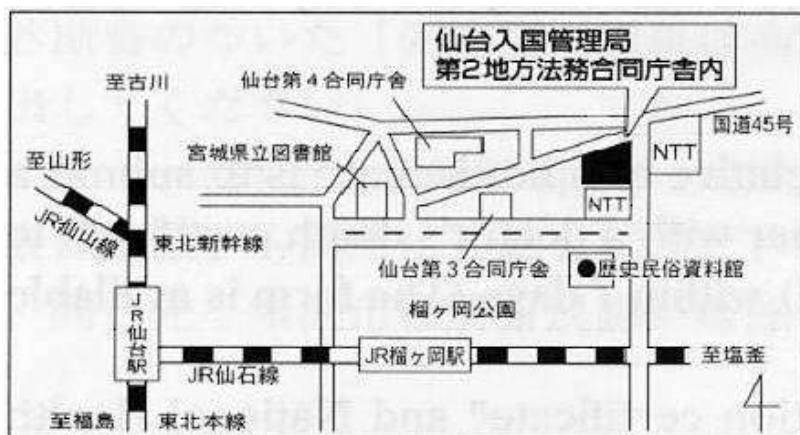 仙台入国管理局
第2地方法務合同庁舎内
至古川
仙台第4合同庁舎
国道45号
宮城県立図書館
NTT
至山形
JR仙山線
NTT
東北新幹線
仙台第3合同庁舎
歴史民俗資料館
榴ヶ岡公園
JR仙台駅
JR榴ヶ岡駅
至塩釜
JR仙石線
至福島
東北本線